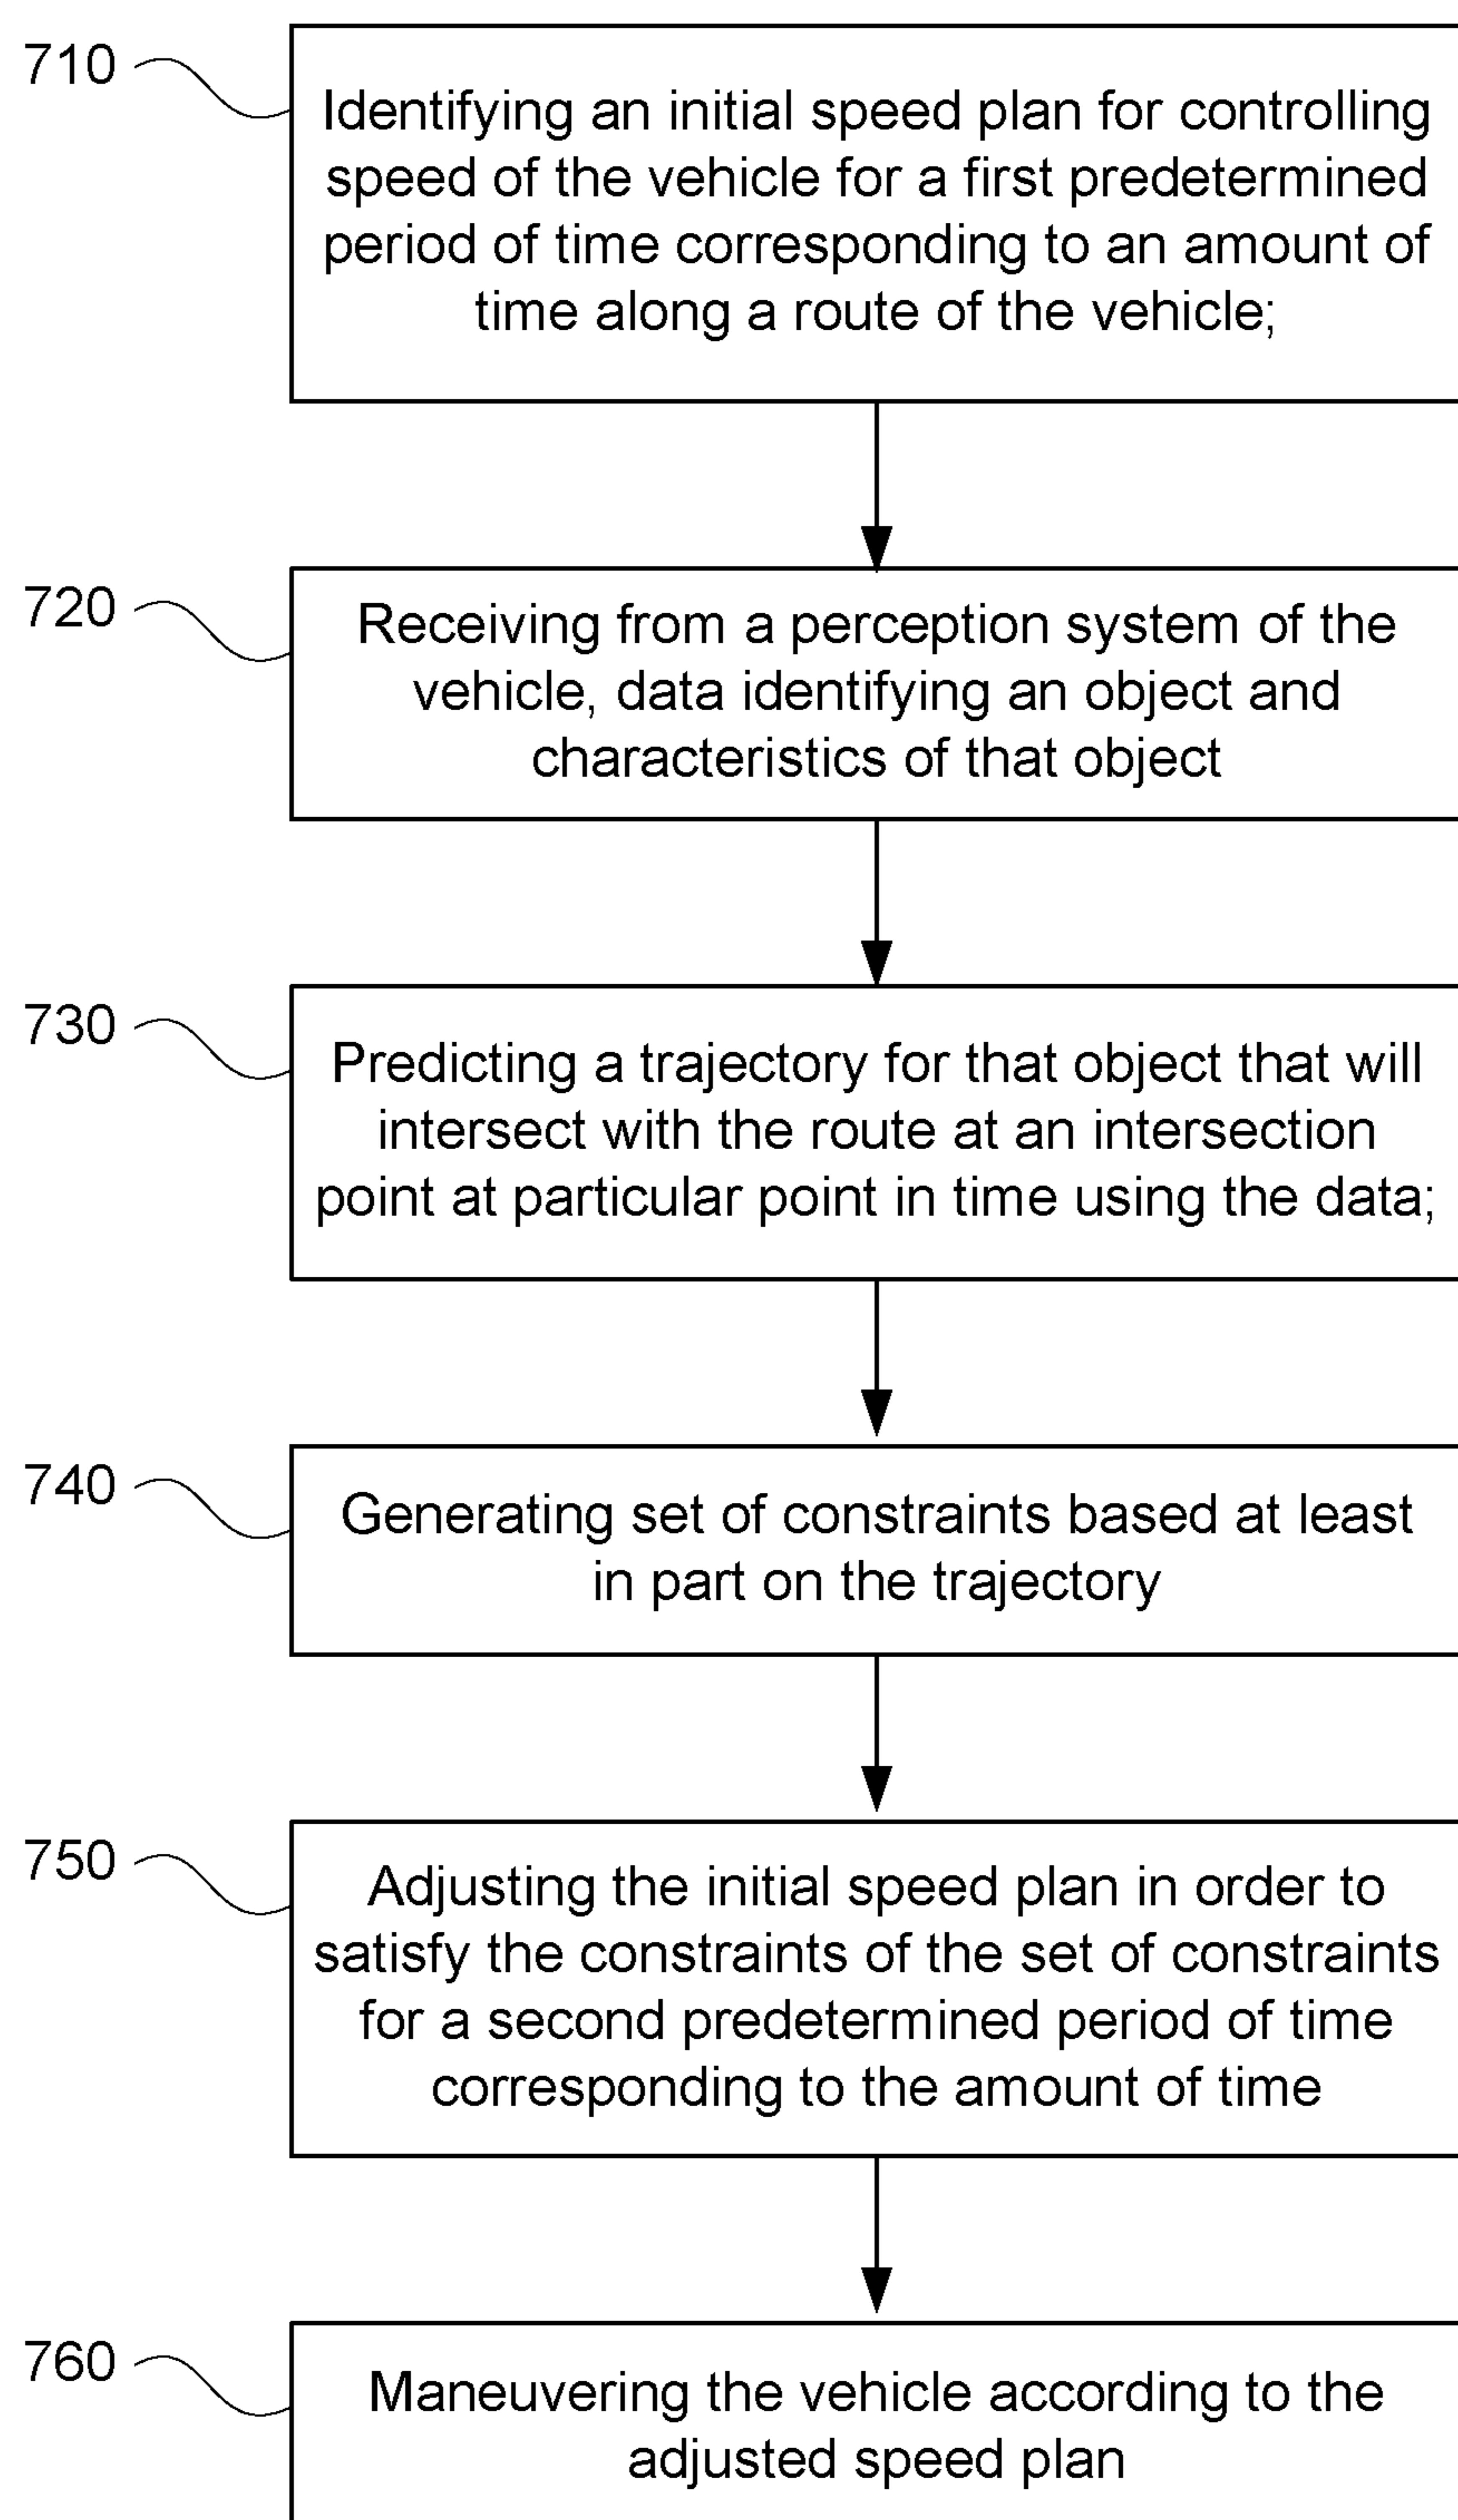 710
Identifying an initial speed plan for controlling
speed of the vehicle for a first predetermined
period of time corresponding to an amount of
time along a route of the vehicle;
720
Receiving from a perception system of the
vehicle, data identifying an object and
characteristics of that object
730
Predicting a trajectory for that object that will
intersect with the route at an intersection
point at particular point in time using the data;
740
Generating set of constraints based at least
in part on the trajectory
750
Adjusting the initial speed plan in order to
satisfy the constraints of the set of constraints
for a second predetermined period of time
corresponding to the amount of time
760
Maneuvering the vehicle according to the
adjusted speed plan